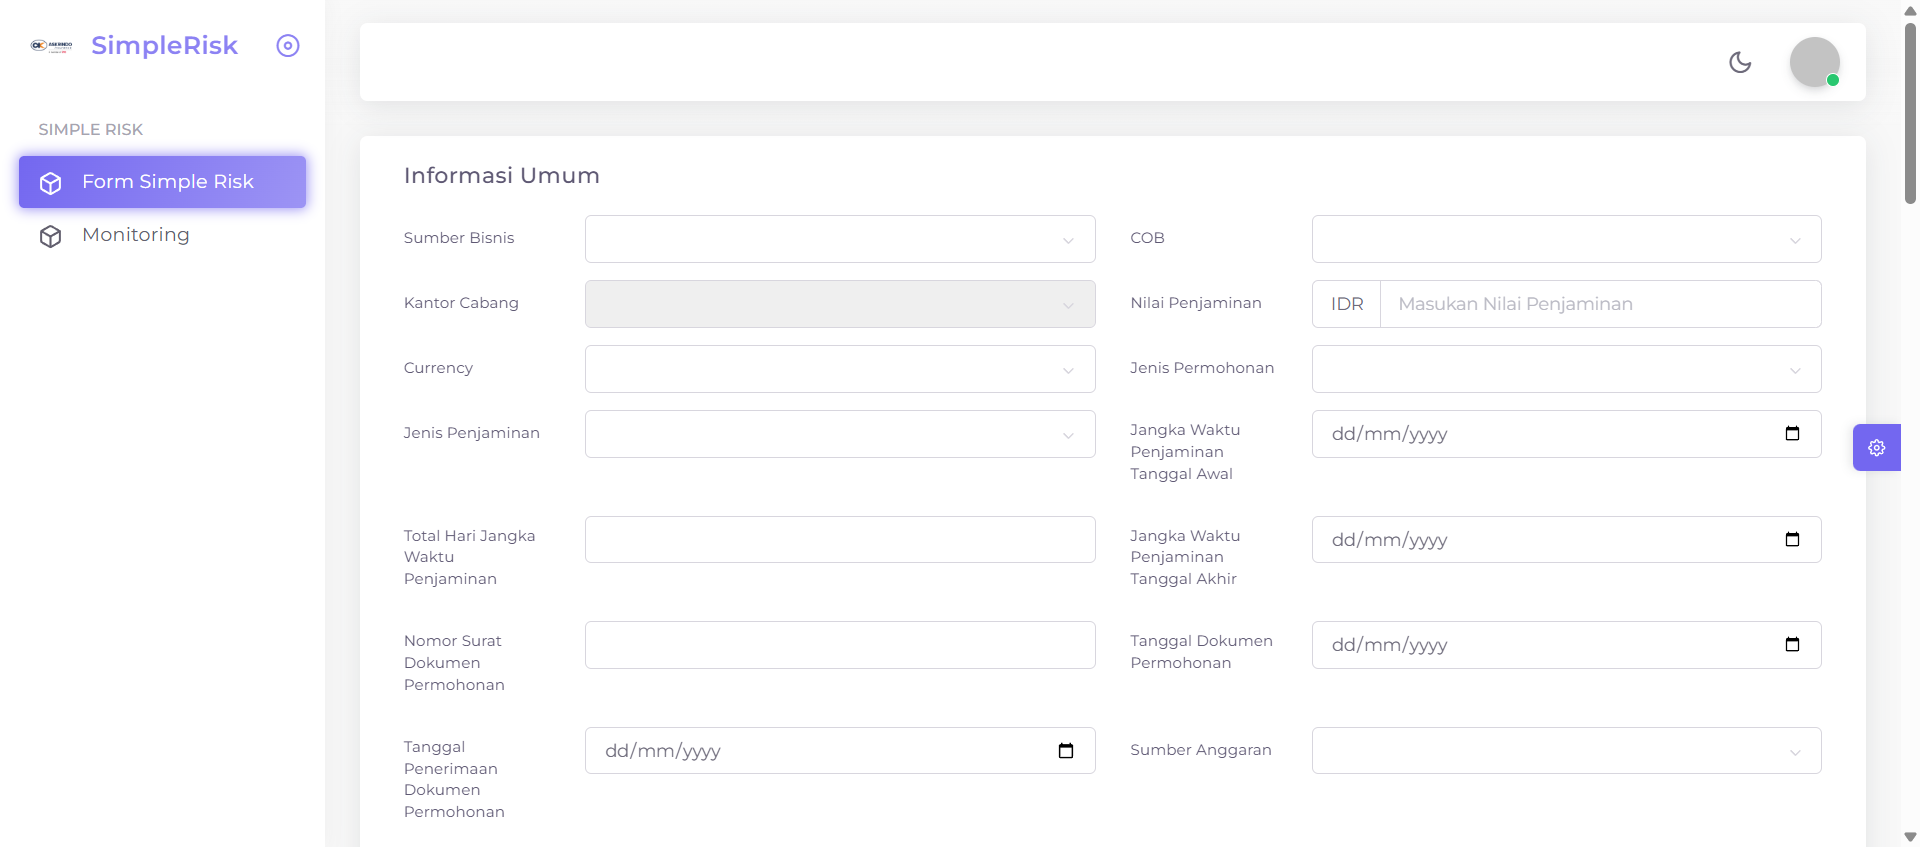 ASKRINDO
SimpleRisk
SIMPLE RISK
Form Simple Risk
Monitoring
Informasi Umum
Sumber Bisnis
COB
Kantor Cabang
Nilai Penjaminan
IDR
Masukan Nilai Penjaminan
Currency
Jenis Permohonan
Jenis Penjaminan
Jangka Waktu
Penjaminan
Tanggal Awal
dd/mm/yyyy
Total Hari Jangka
Waktu
Penjaminan
Jangka Waktu
Penjaminan
Tanggal Akhir
dd/mm/yyyy
Nomor Surat
Dokumen
Permohonan
Tanggal Dokumen
Permohonan
dd/mm/yyyy
Tanggal
Penerimaan
Dokumen
Permohonan
dd/mm/yyyy
Sumber Anggaran